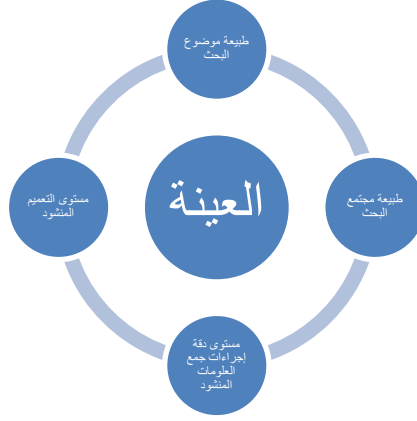 طبيعة موضوع
البحث
العينة
طبيعة مجتمع
البحث
مستوى دقة
إجراءات جمع
العلومات
المنشود
مستوى التعميم
المنشود